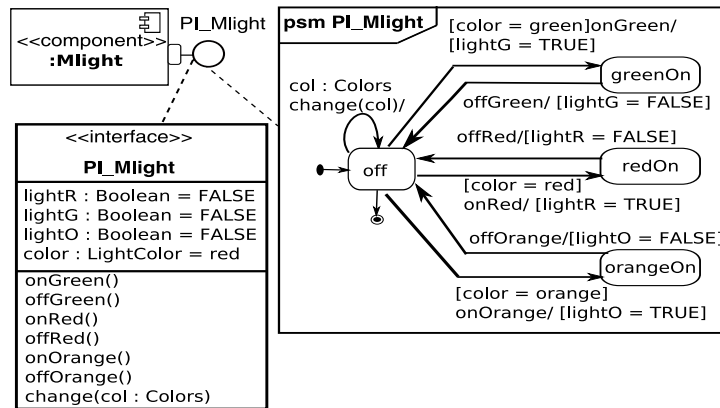 <<component>>
:Mlight
PI_Mlight
<<interface>>
PI_Mlight
lightR : Boolean = FALSE
lightG : Boolean = FALSE
lightO : Boolean = FALSE
color : LightColor = red
onGreen()
offGreen()
onRed()
offRed()
onOrange()
offOrange()
change(col : Colors)
psm PI_Mlight
[color = green]onGreen/
[lightG = TRUE]
greenOn
col : Colors
change(col)/
offGreen/ [lightG = FALSE]
offRed/[lightR = FALSE]
off
redOn
[color = red]
onRed/ [lightR = TRUE]
offOrange/[lightO = FALSE]
orangeOn
[color = orange]
onOrange/ [lightO = TRUE]